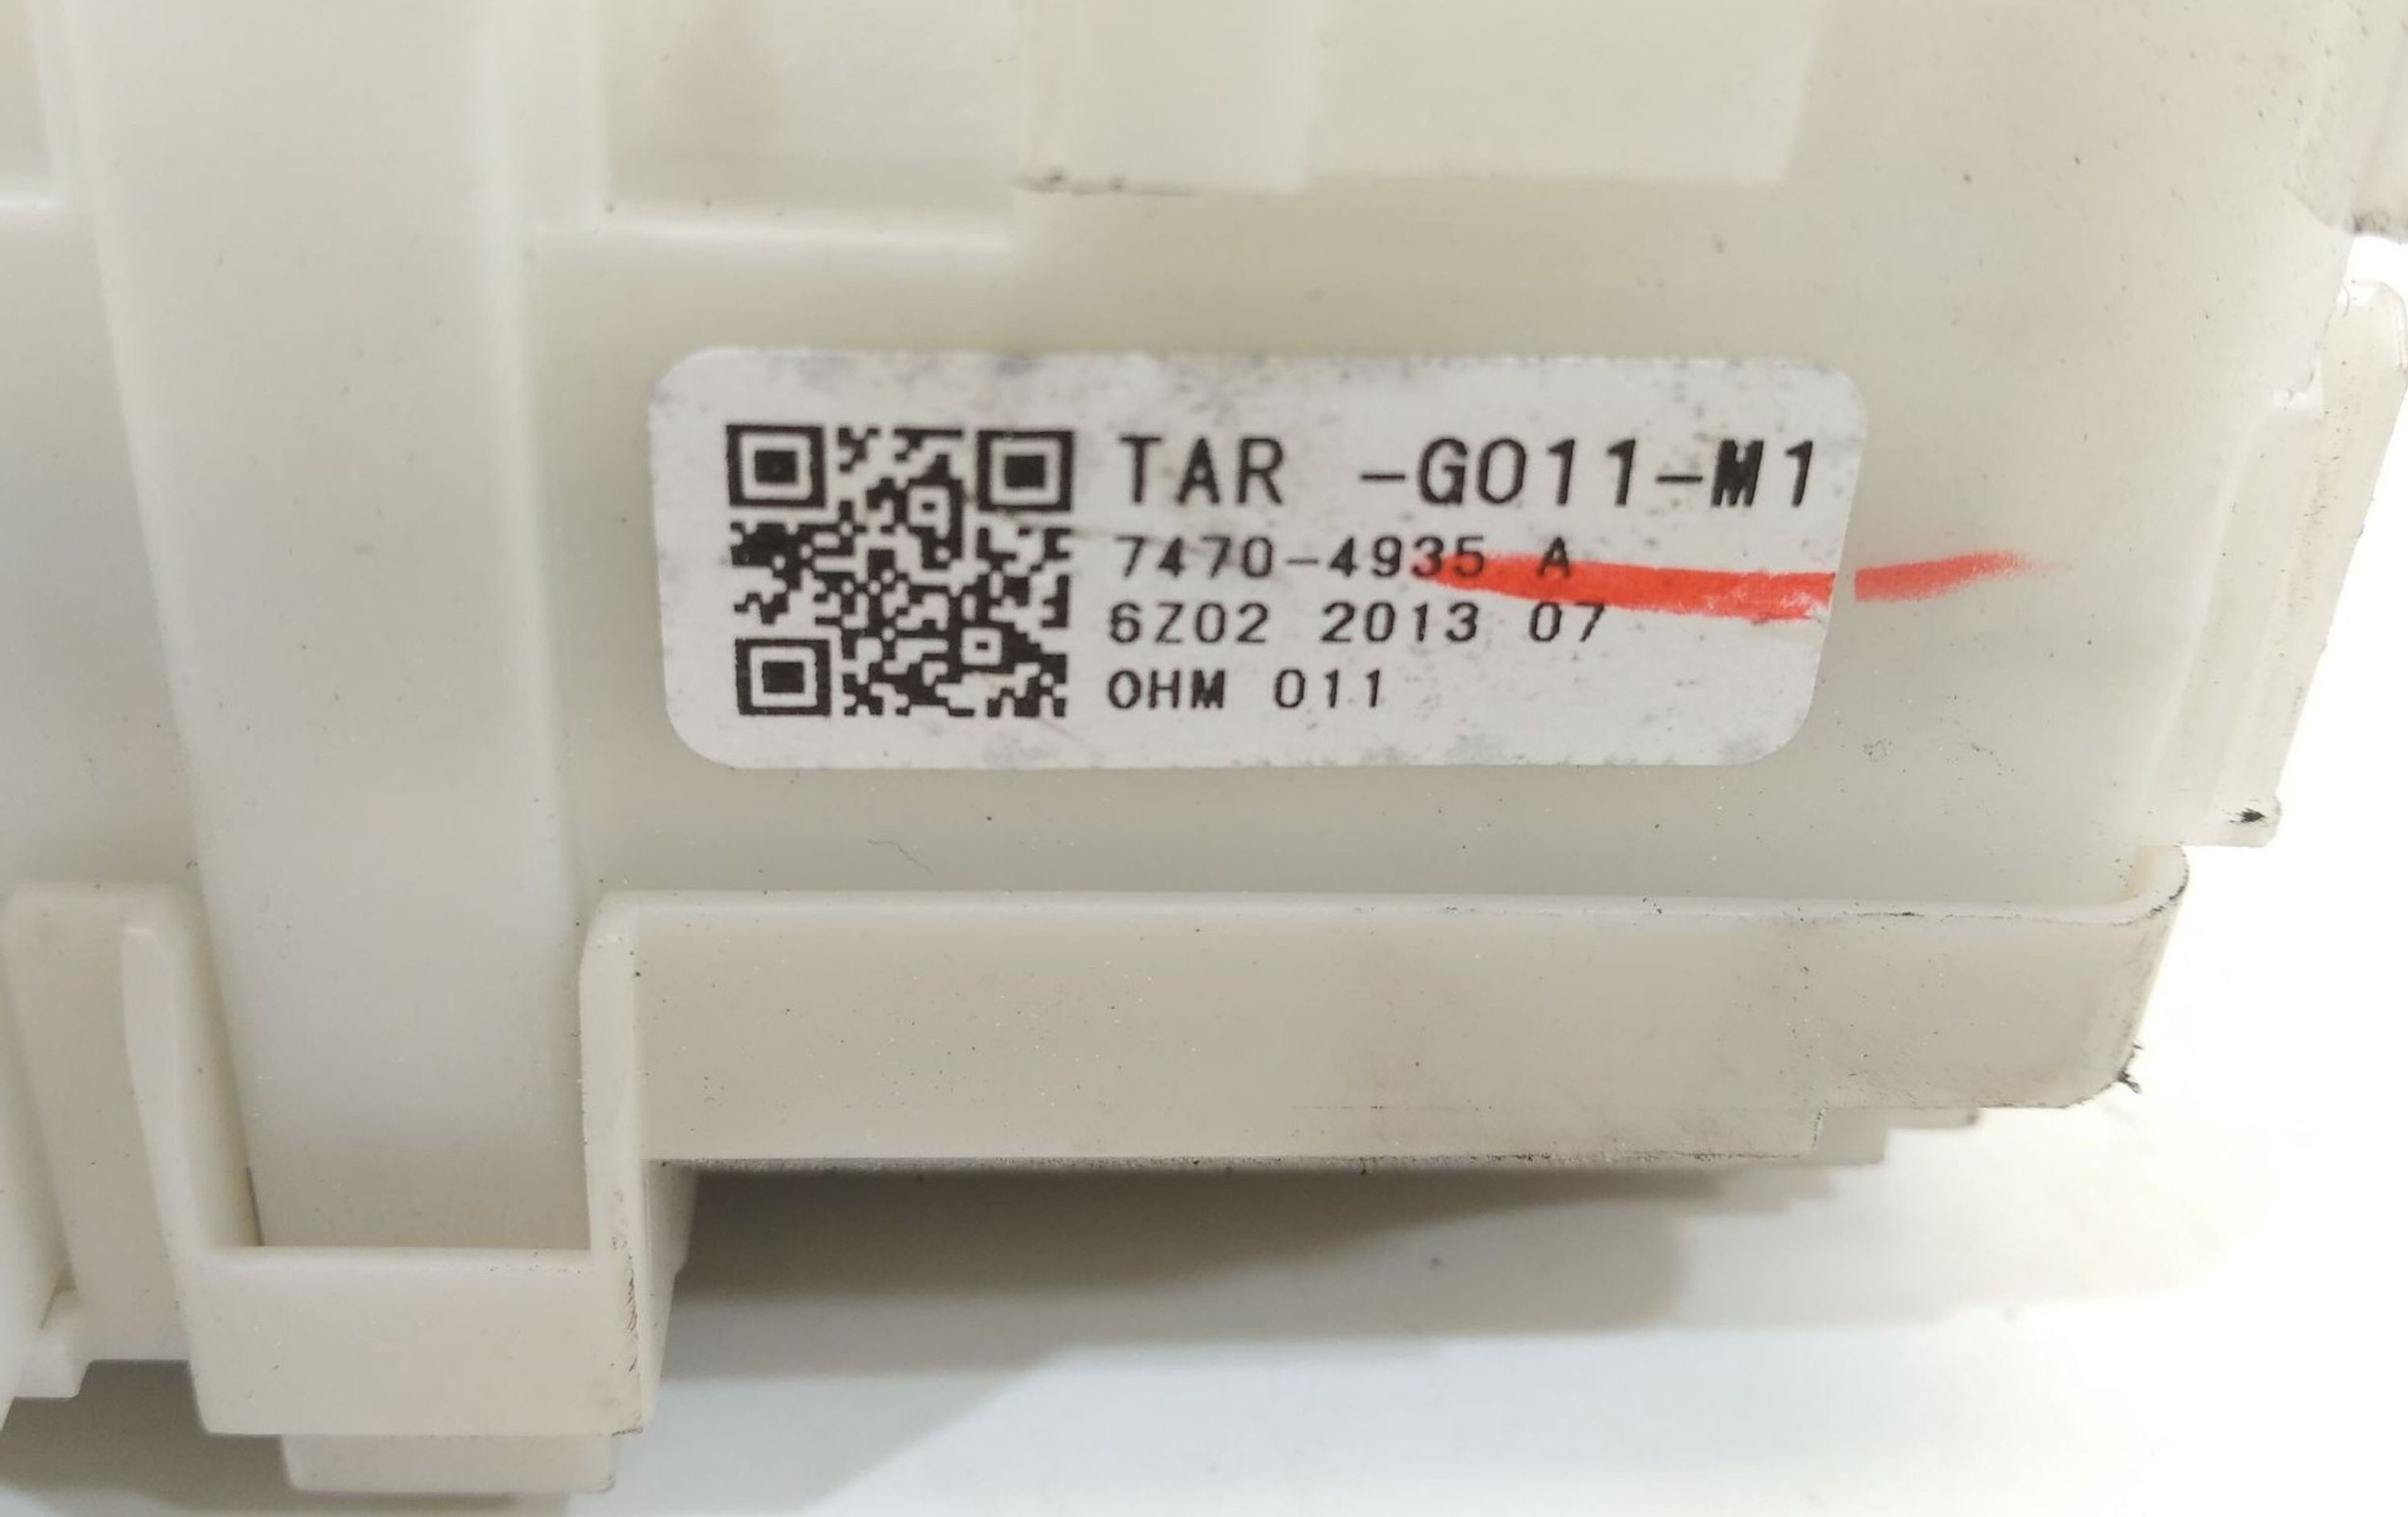 TAR -G011-M1
7470-4935 A
6Z02 2013 07
OHM 011